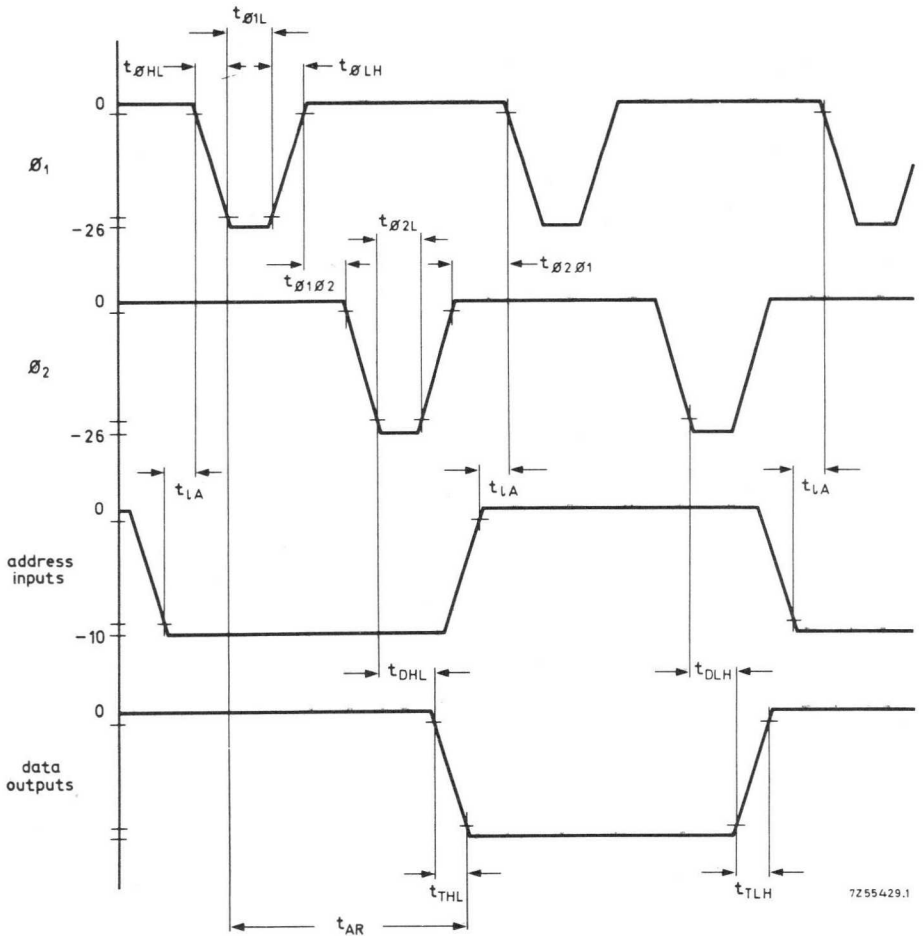 tø1L
tøHL
tøLH
0
ø1
-26
tø2L
tø1ø2
tø2ø1
0
ø2
-26
tlA
tlA
tlA
0
address
inputs
-10
tDHL
tDLH
0
data
outputs
tTHL
tTLH
7Z55429.1
tAR